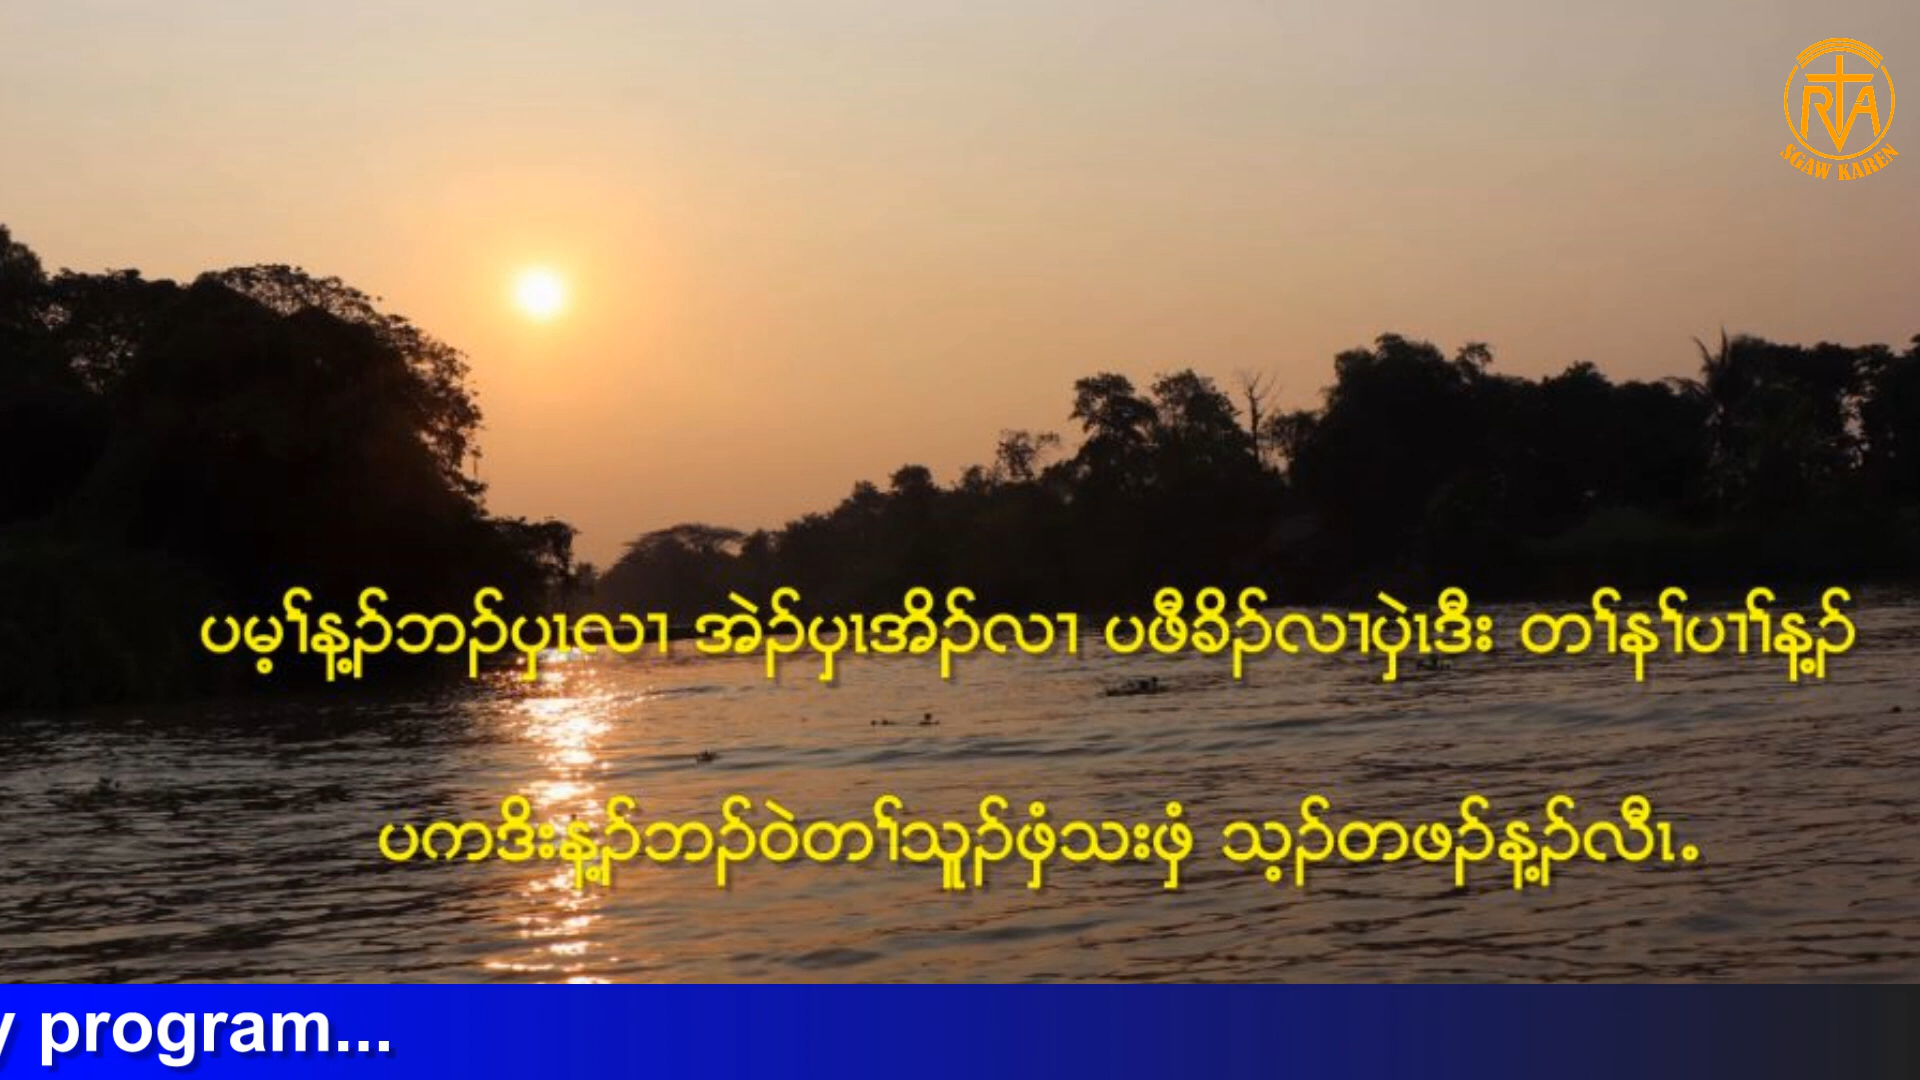 RVA
SGAW KAREN
ပမ့ၢ်န့ၣ်ဘၣ်ပှၤလၢ အဲၣ်ပှၤအိၣ်လၢ ပဖီခိၣ်လၢပှဲၤဒီး တၢ်နၢ်ပၢၢ်န့ၣ်
ပကဒိးန့ၣ်ဘၣ်ဝဲတၢ်သူၣ်ဖှံသးဖှံ သ့ၣ်တဖၣ်န့ၣ်လီၤ.
y program...